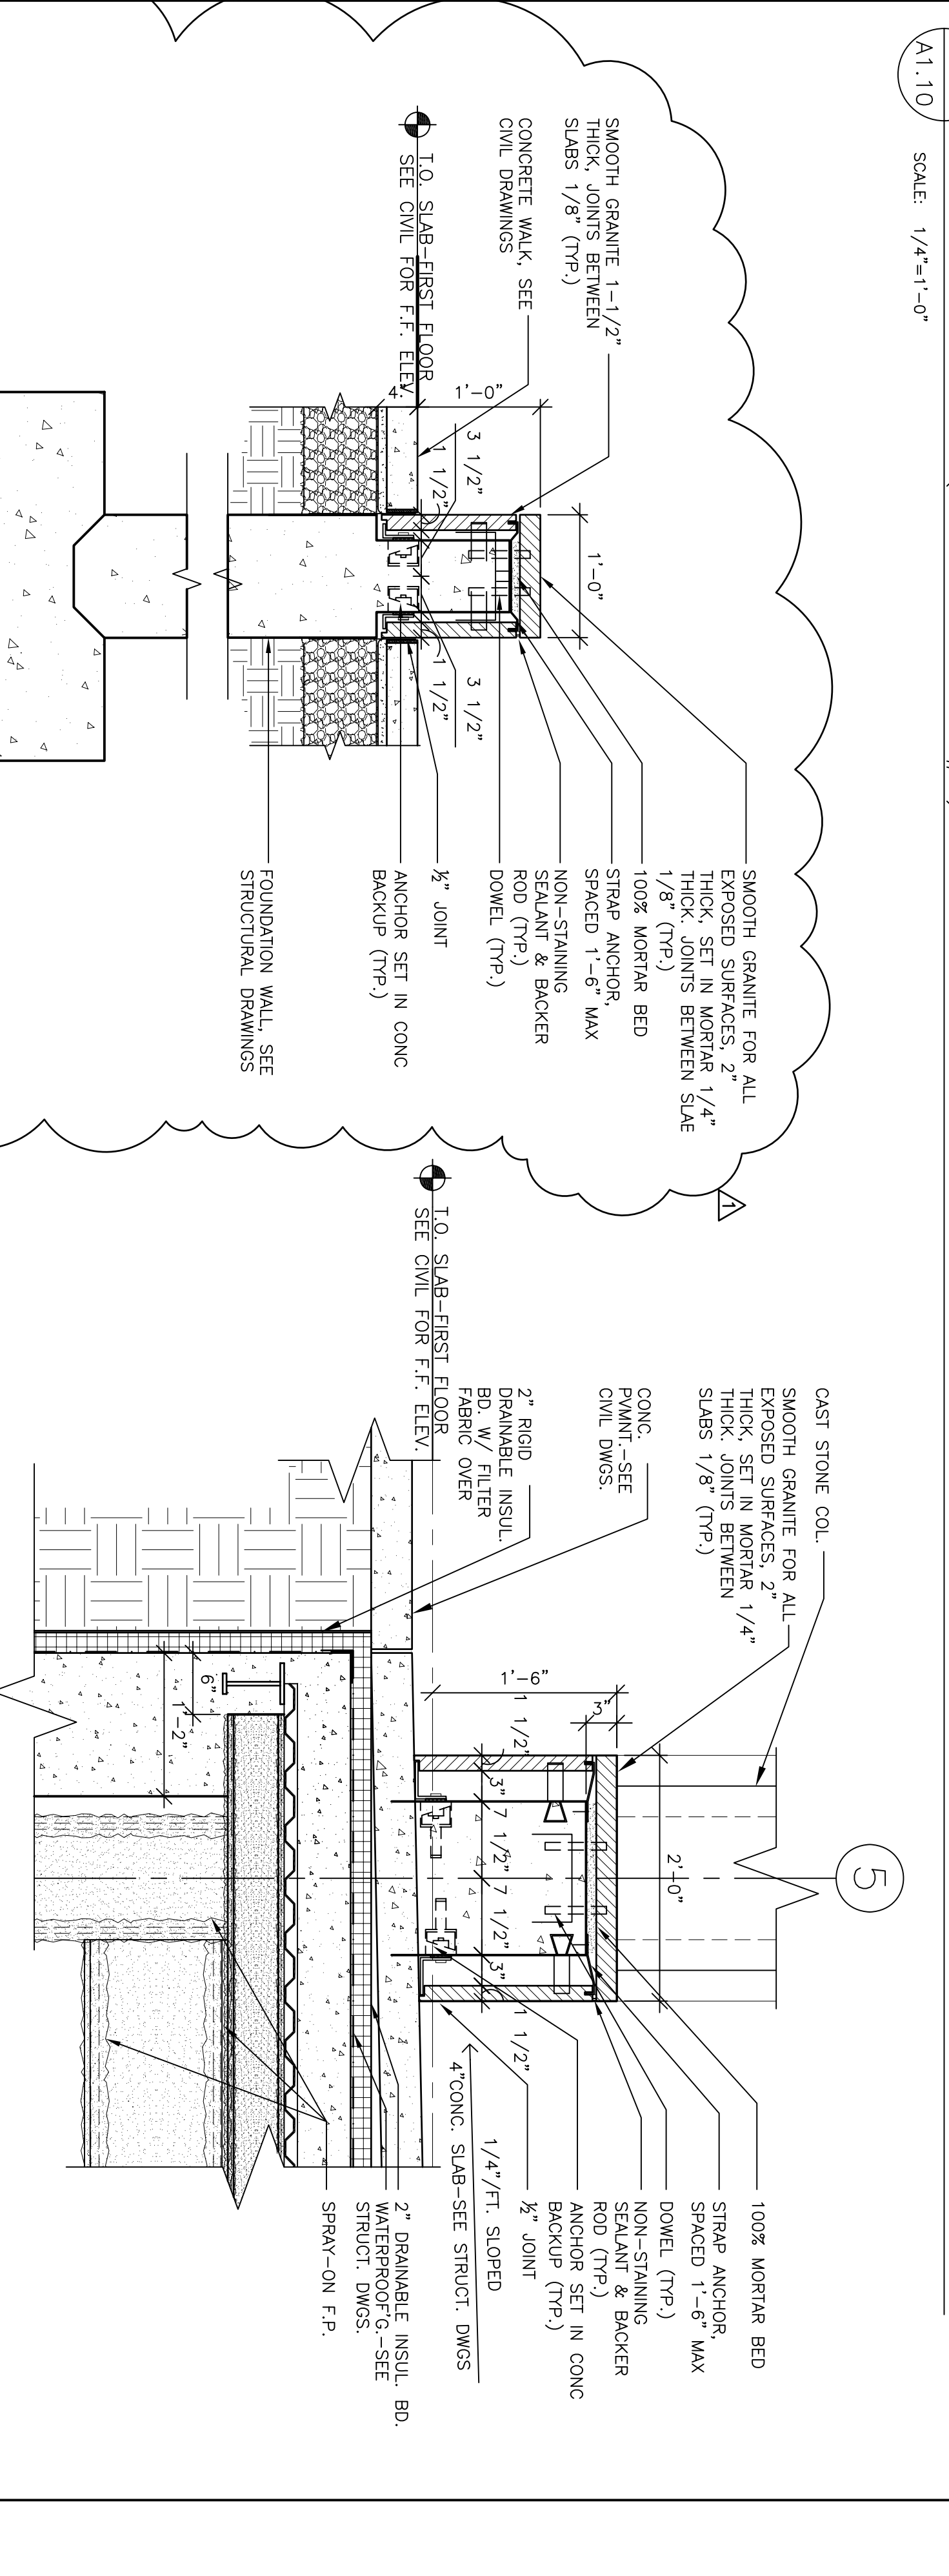 A1.10
SCALE: 1/4"=1'-0"
SMOOTH GRANITE 1-1/2"
THICK, JOINTS BETWEEN
SLABS 1/8" (TYP.)
CONCRETE WALK, SEE
CIVIL DRAWINGS
T.O. SLAB-FIRST FLOOR
SEE CIVIL FOR F.F. ELEV.
1'-0"
4"
3 1/2"
1 1/2"
1'-0"
3 1/2"
1 1/2"
SMOOTH GRANITE FOR ALL
EXPOSED SURFACES, 2"
THICK, SET IN MORTAR 1/4"
THICK. JOINTS BETWEEN SLAE
1/8" (TYP.)
100% MORTAR BED
STRAP ANCHOR,
SPACED 1'-6" MAX
NON-STAINING
SEALANT & BACKER
ROD (TYP.)
DOWEL (TYP.)
½" JOINT
ANCHOR SET IN CONC
BACKUP (TYP.)
FOUNDATION WALL, SEE
STRUCTURAL DRAWINGS
1
T.O. SLAB-FIRST FLOOR
SEE CIVIL FOR F.F. ELEV.
CAST STONE COL.
SMOOTH GRANITE FOR ALL
EXPOSED SURFACES, 2"
THICK, SET IN MORTAR 1/4"
THICK. JOINTS BETWEEN
SLABS 1/8" (TYP.)
CONC.
PVMNT.-SEE
CIVIL DWGS.
2" RIGID
DRAINABLE INSUL.
BD. W/ FILTER
FABRIC OVER
5
2'-0"
1'-6"
3"
1 1/2"
3"
7 1/2"
7 1/2"
3"
1 1/2"
6"
1'-2"
100% MORTAR BED
STRAP ANCHOR,
SPACED 1'-6" MAX
DOWEL (TYP.)
NON-STAINING
SEALANT & BACKER
ROD (TYP.)
ANCHOR SET IN CONC
BACKUP (TYP.)
½" JOINT
1/4"/FT. SLOPED
4"CONC. SLAB-SEE STRUCT. DWGS
2" DRAINABLE INSUL. BD.
WATERPROOF'G.-SEE
STRUCT. DWGS.
SPRAY-ON F.P.